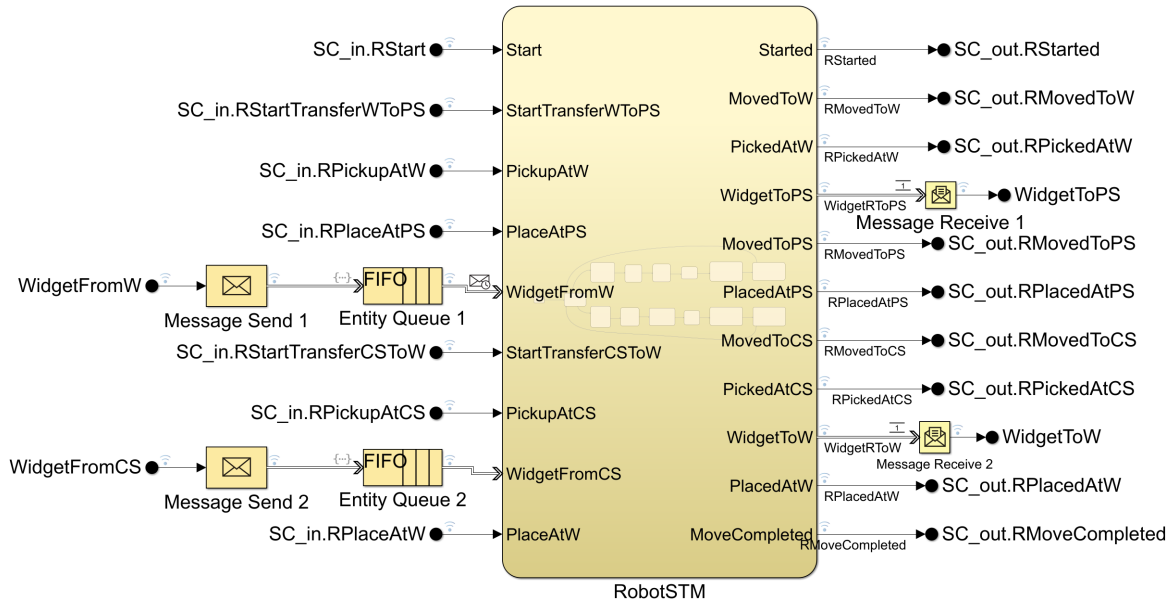 SC_in.RStart
Start
Started
RStarted
SC_out.RStarted
SC_in.RStartTransferWToPS
StartTransferWToPS
MovedToW
RMovedToW
SC_out.RMovedToW
SC_in.RPickupAtW
PickupAtW
PickedAtW
RPickedAtW
SC_out.RPickedAtW
WidgetToPS
WidgetRToPS
1
Message Receive 1
WidgetToPS
SC_in.RPlaceAtPS
PlaceAtPS
MovedToPS
RMovedToPS
SC_out.RMovedToPS
WidgetFromW
Message Send 1
{...}
FIFO
Entity Queue 1
WidgetFromW
PlacedAtPS
RPlacedAtPS
SC_out.RPlacedAtPS
SC_in.RStartTransferCSToW
StartTransferCSToW
MovedToCS
RMovedToCS
SC_out.RMovedToCS
SC_in.RPickupAtCS
PickupAtCS
PickedAtCS
RPickedAtCS
SC_out.RPickedAtCS
WidgetToW
WidgetRToW
1
Message Receive 2
WidgetToW
WidgetFromCS
Message Send 2
{...}
FIFO
Entity Queue 2
WidgetFromCS
PlacedAtW
RPlacedAtW
SC_out.RPlacedAtW
SC_in.RPlaceAtW
PlaceAtW
MoveCompleted
RMoveCompleted
SC_out.RMoveCompleted
RobotSTM